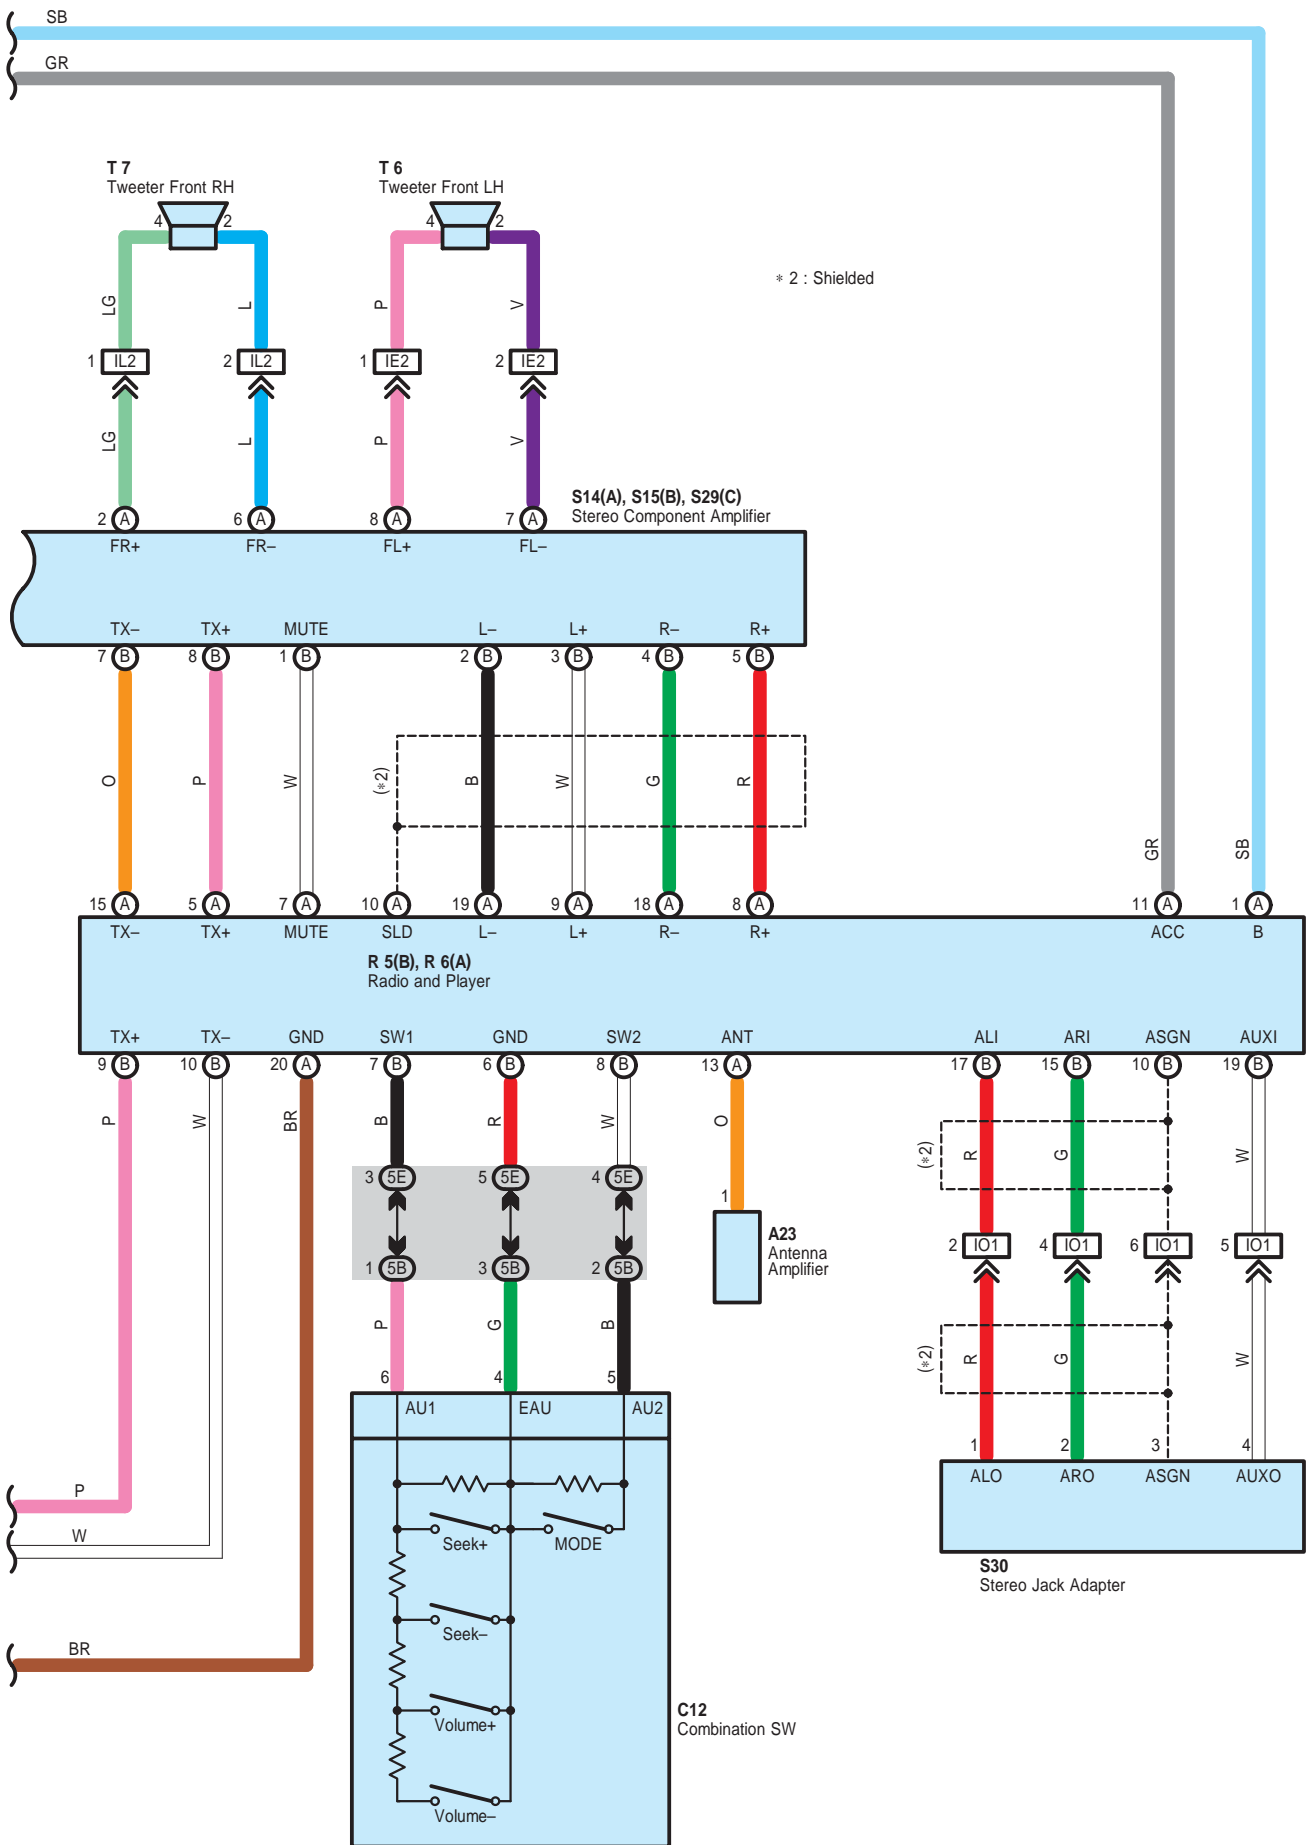 SB
GR
T 7
Tweeter Front RH
T 6
Tweeter Front LH
4 2 4 2
* 2 : Shielded
LG L P V
1 IL2 2 IL2 1 IE2 2 IE2
LG L P V
S14(A), S15(B), S29(C)
Stereo Component Amplifier
2 A 6 A 8 A 7 A
FR+ FR– FL+ FL–
TX– TX+ MUTE L– L+ R– R+
7 B 8 B 1 B 2 B 3 B 4 B 5 B
O P W (*2) B W G R
GR SB
15 A 5 A 7 A 10 A 19 A 9 A 18 A 8 A 11 A 1 A
TX– TX+ MUTE SLD L– L+ R– R+ ACC B
R 5(B), R 6(A)
Radio and Player
TX+ TX– GND SW1 GND SW2 ANT ALI ARI ASGN AUXI
9 B 10 B 20 A 7 B 6 B 8 B 13 A 17 B 15 B 10 B 19 B
P W BR B R W O (*2) R G W
3 5E 5 5E 4 5E
1
A23
Antenna
Amplifier
2 IO1 4 IO1 6 IO1 5 IO1
1 5B 3 5B 2 5B
P G B (*2) R G W
6 4 5
AU1 EAU AU2
1 2 3 4
ALO ARO ASGN AUXO
P
W
Seek+ MODE
S30
Stereo Jack Adapter
Seek–
BR
C12
Combination SW
Volume+
Volume–